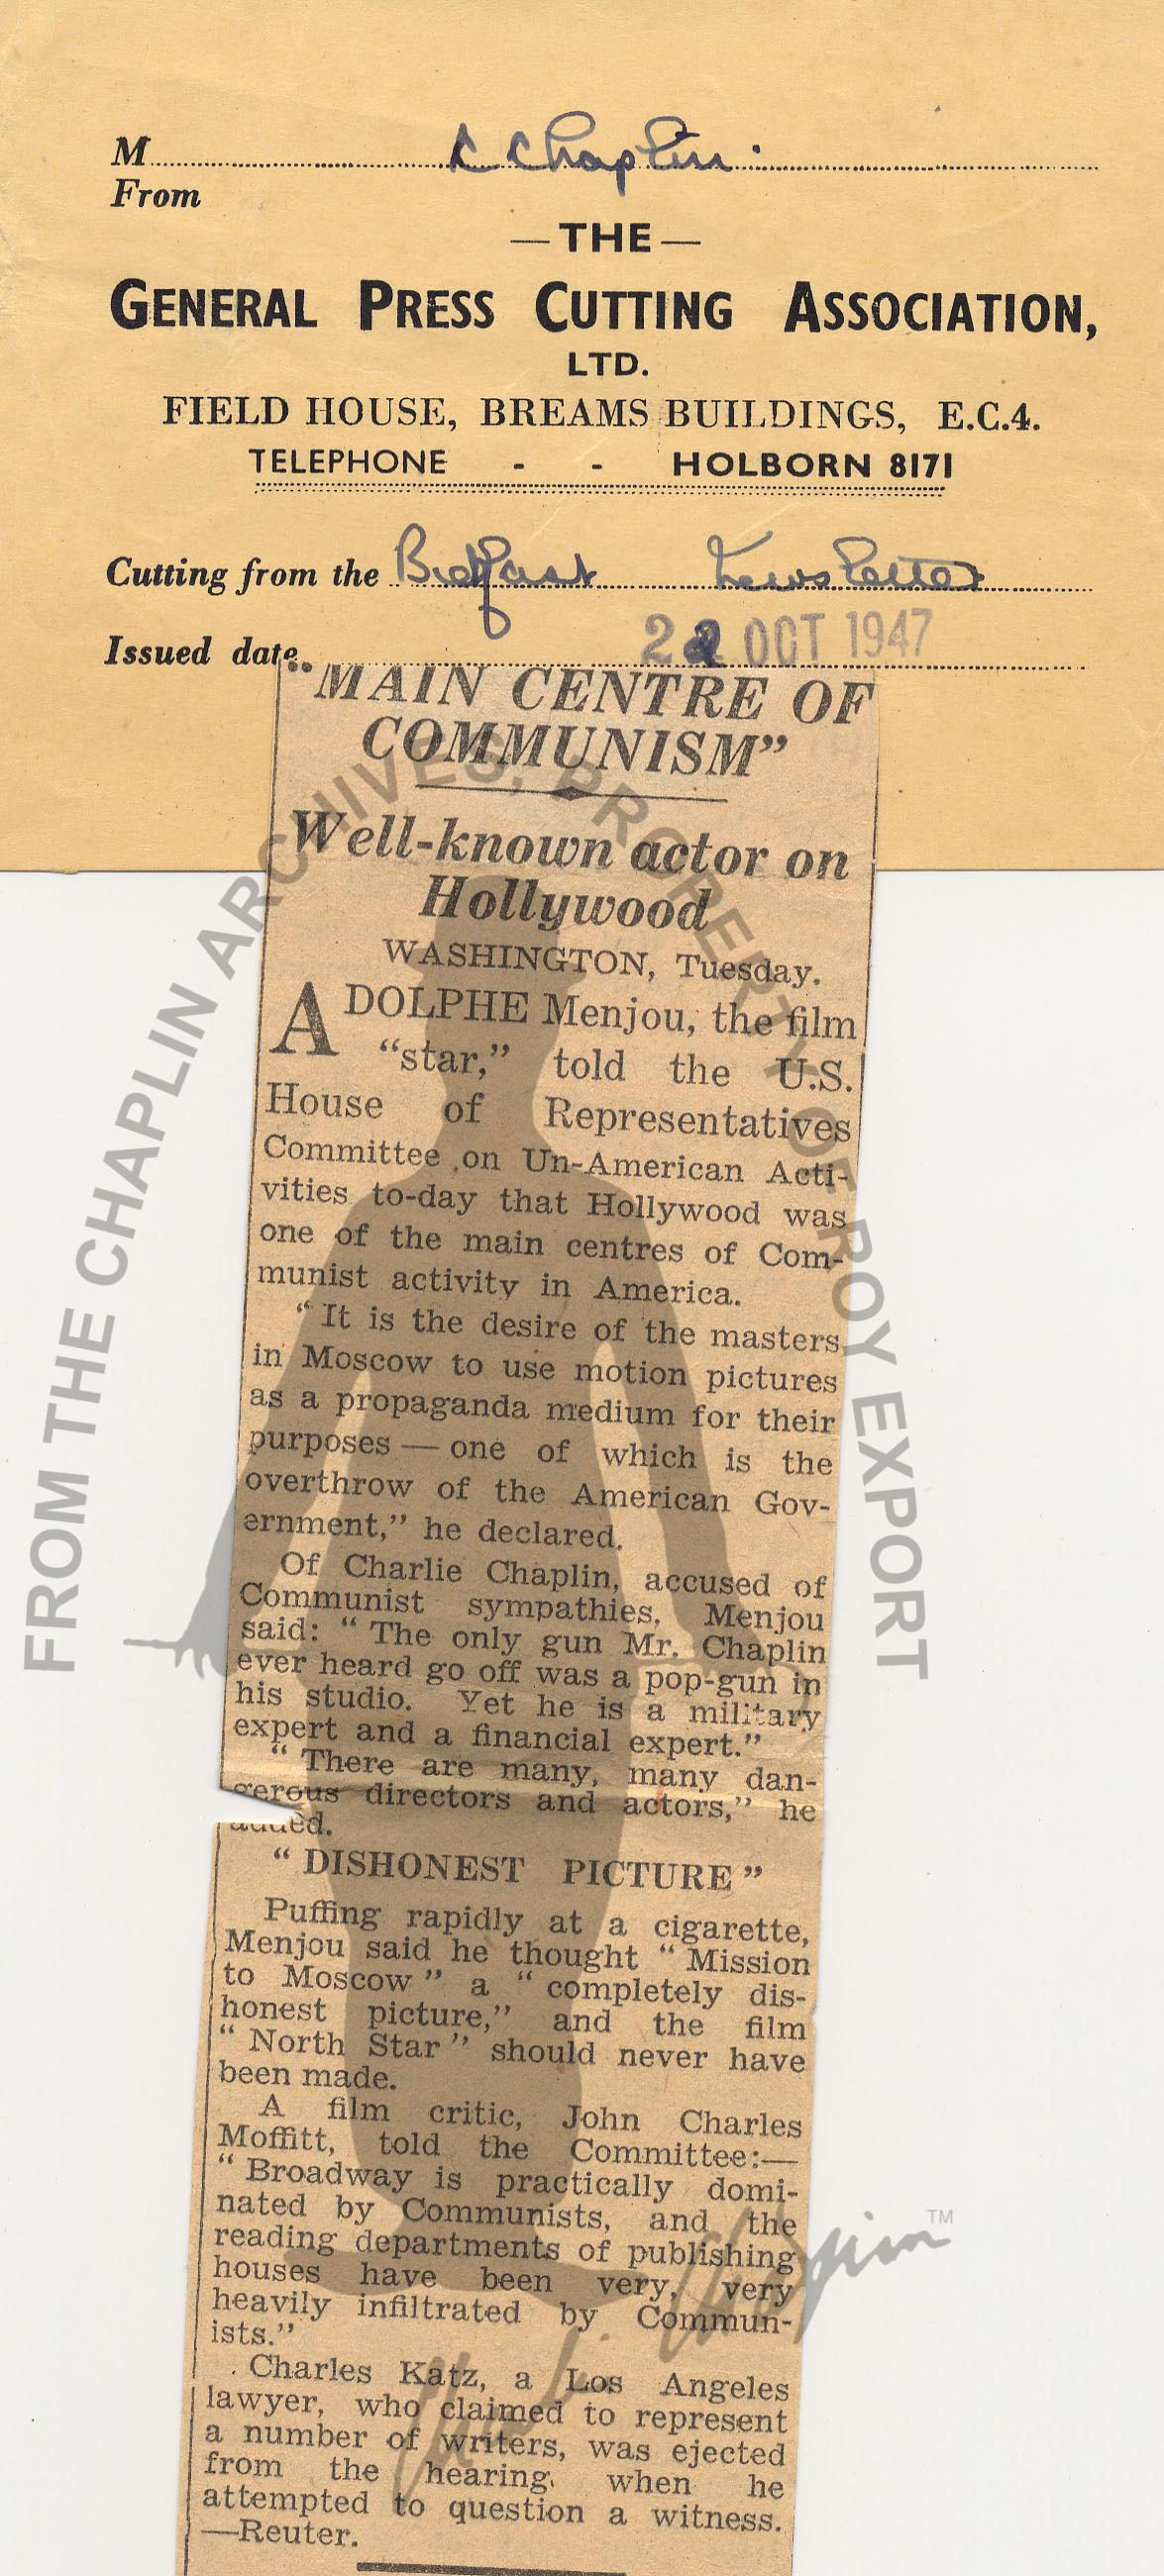 M C Chaplin.
From
—THE—
GENERAL PRESS CUTTING ASSOCIATION,
LTD.
FIELD HOUSE, BREAMS BUILDINGS, E.C.4.
TELEPHONE - - HOLBORN 8171
Cutting from the Belfast News Letter
Issued date 22 OCT 1947
"MAIN CENTRE OF
COMMUNISM"
Well-known actor on
Hollywood
WASHINGTON, Tuesday.
ADOLPHE Menjou, the film
"star," told the U.S.
House of Representatives
Committee on Un-American Acti-
vities to-day that Hollywood was
one of the main centres of Com-
munist activity in America.
"It is the desire of the masters
in Moscow to use motion pictures
as a propaganda medium for their
purposes — one of which is the
overthrow of the American Gov-
ernment," he declared.
Of Charlie Chaplin, accused of
Communist sympathies, Menjou
said: "The only gun Mr. Chaplin
ever heard go off was a pop-gun in
his studio. Yet he is a military
expert and a financial expert."
"There are many, many dan-
gerous directors and actors," he
added.
"DISHONEST PICTURE"
Puffing rapidly at a cigarette,
Menjou said he thought "Mission
to Moscow" a "completely dis-
honest picture," and the film
"North Star" should never have
been made.
A film critic, John Charles
Moffitt, told the Committee:—
"Broadway is practically domi-
nated by Communists, and the
reading departments of publishing
houses have been very, very
heavily infiltrated by Commun-
ists."
Charles Katz, a Los Angeles
lawyer, who claimed to represent
a number of writers, was ejected
from the hearing when he
attempted to question a witness.
—Reuter.
FROM THE CHAPLIN ARCHIVES, PROPERTY OF ROY EXPORT
Charlie Chaplin TM